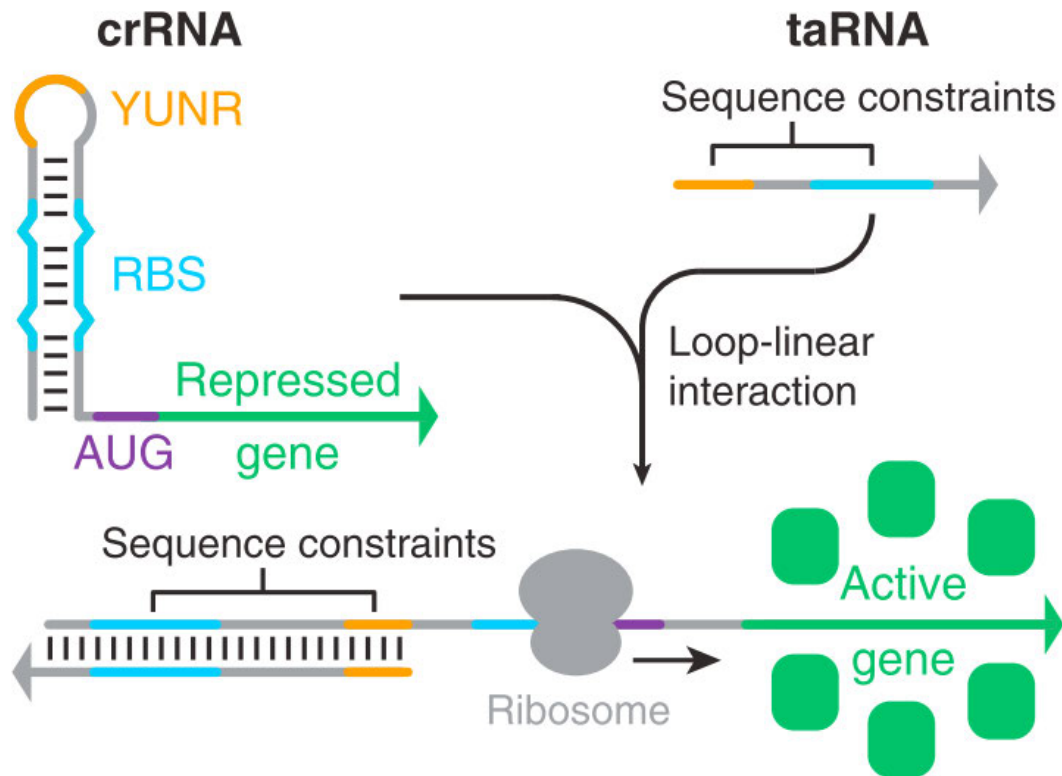 crRNA
taRNA
YUNR
Sequence constraints
RBS
Loop-linear
interaction
Repressed
gene
AUG
Sequence constraints
Active
gene
Ribosome